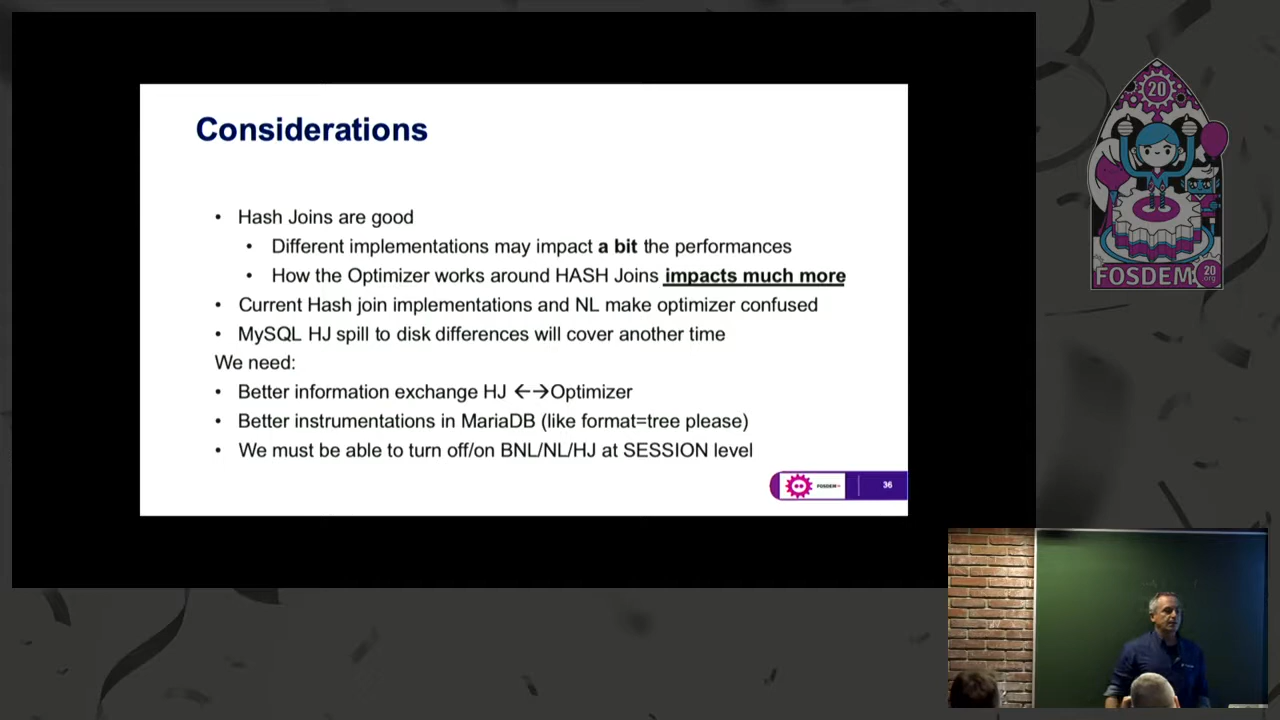 Considerations
• Hash Joins are good
• Different implementations may impact a bit the performances
• How the Optimizer works around HASH Joins impacts much more
• Current Hash join implementations and NL make optimizer confused
• MySQL HJ spill to disk differences will cover another time
We need:
• Better information exchange HJ ←→Optimizer
• Better instrumentations in MariaDB (like format=tree please)
• We must be able to turn off/on BNL/NL/HJ at SESSION level
FOSDEM
36
20
FOSDEM
20
org